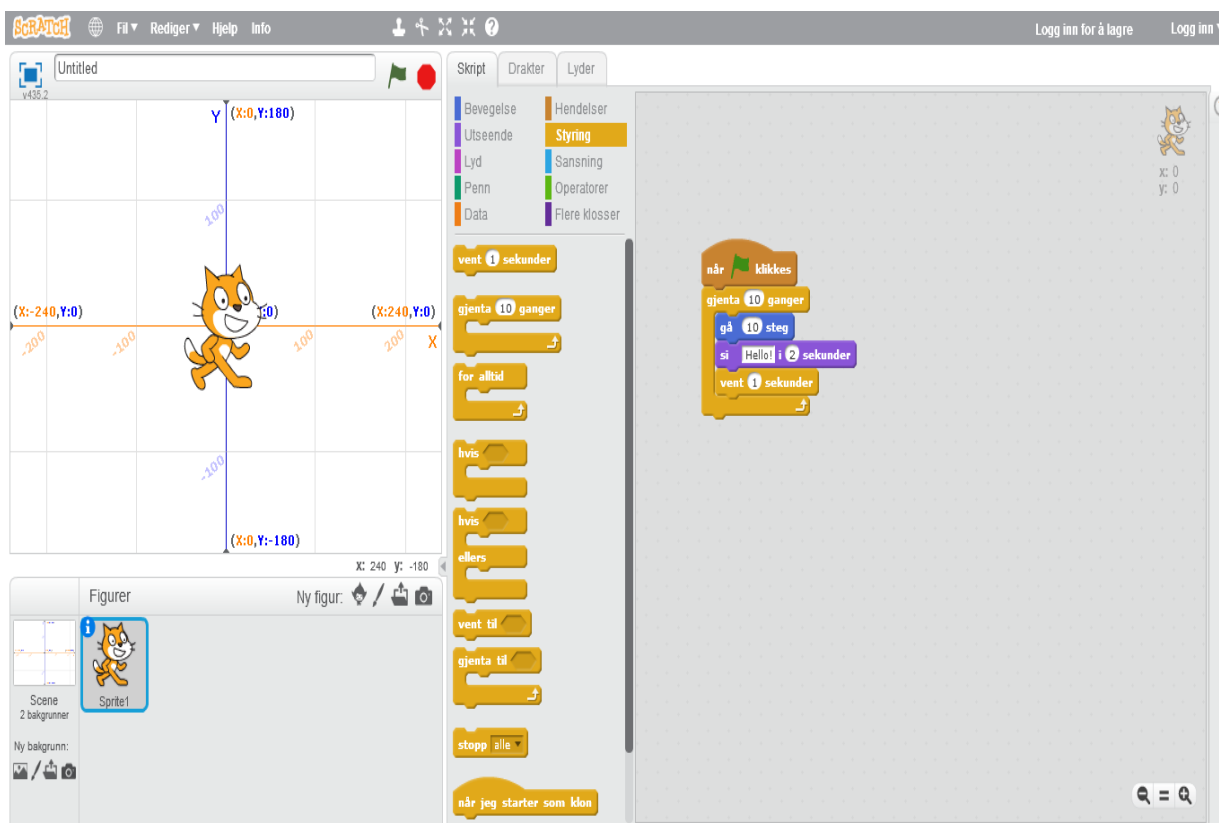 SCRATCH Fil Rediger Hjelp Info Logg inn for å lagre Logg inn
Untitled
v435.2
Y (X:0,Y:180)
100
(X:-240,Y:0) :0) (X:240,Y:0)
-200 -100 100 200 X
-100
(X:0,Y:-180)
X: 240 y: -180
Figurer Ny figur:
Scene
2 bakgrunner
Sprite1
Ny bakgrunn:
Skript Drakter Lyder
Bevegelse Hendelser
Utseende Styring
Lyd Sansning
Penn Operatorer
Data Flere klosser
vent 1 sekunder
gjenta 10 ganger
for alltid
hvis
hvis
ellers
vent til
gjenta til
stopp alle
når jeg starter som klon
når klikkes
gjenta 10 ganger
gå 10 steg
si Hello! i 2 sekunder
vent 1 sekunder
x: 0
y: 0